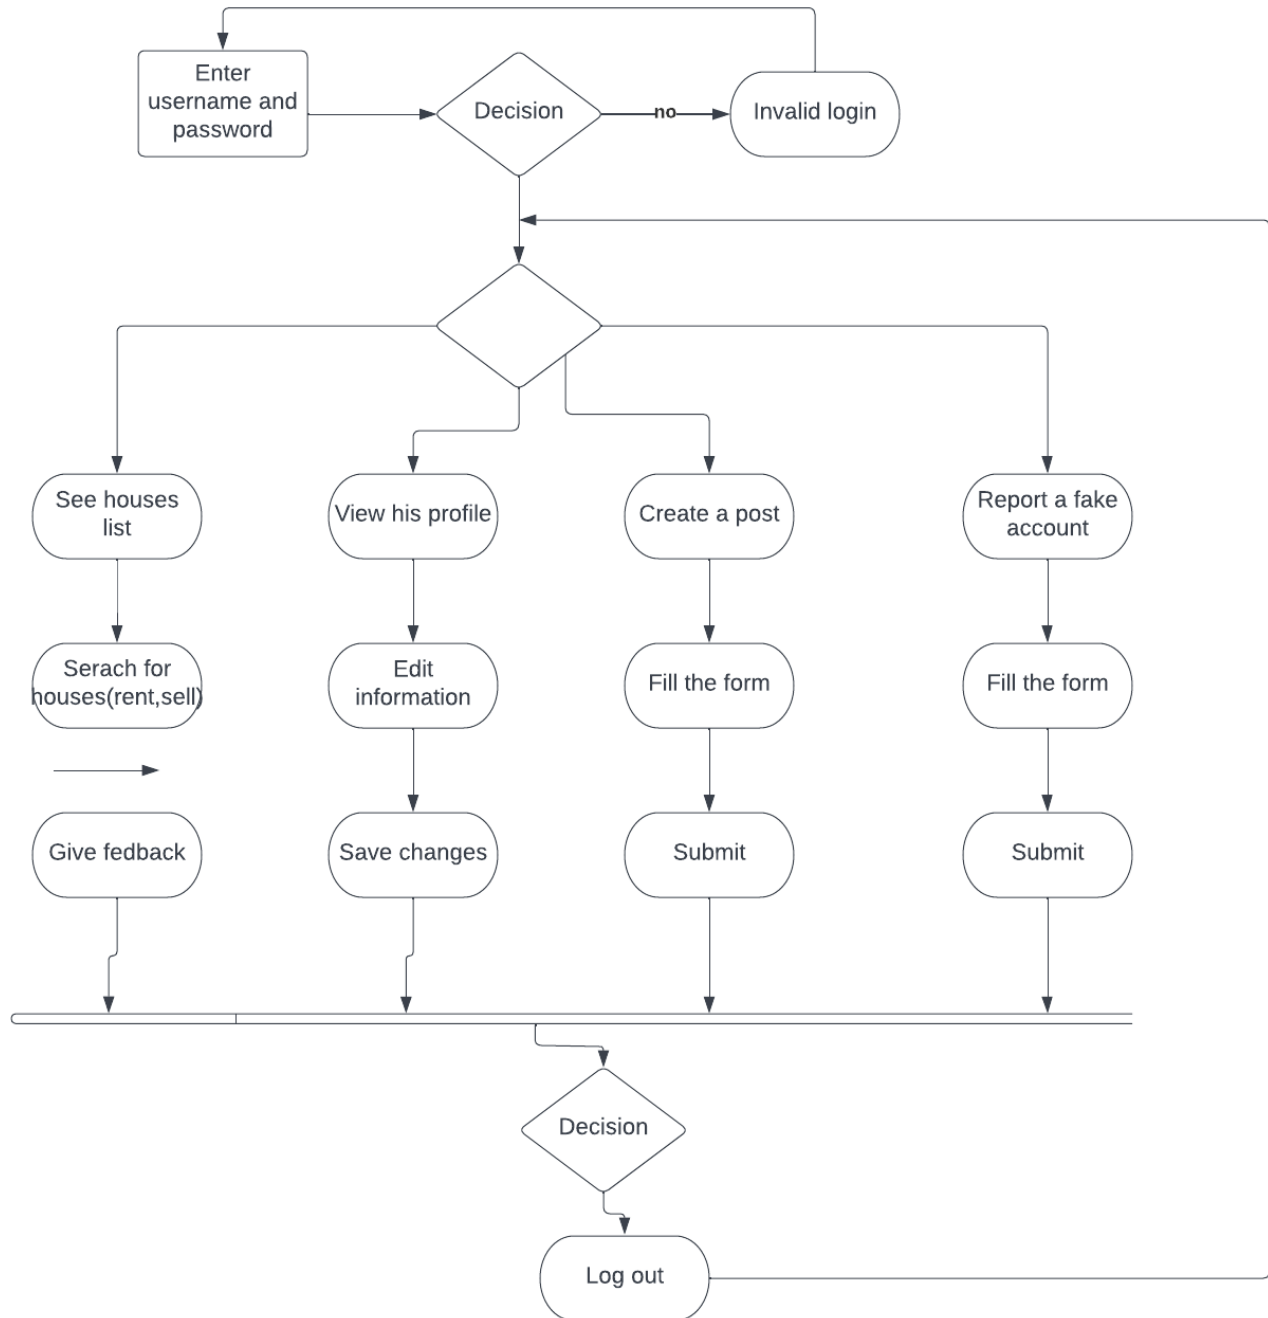 Enter
username and
password
Decision
no
Invalid login
See houses
list
View his profile
Create a post
Report a fake
account
Serach for
houses(rent,sell)
Edit
information
Fill the form
Fill the form
Give fedback
Save changes
Submit
Submit
Decision
Log out